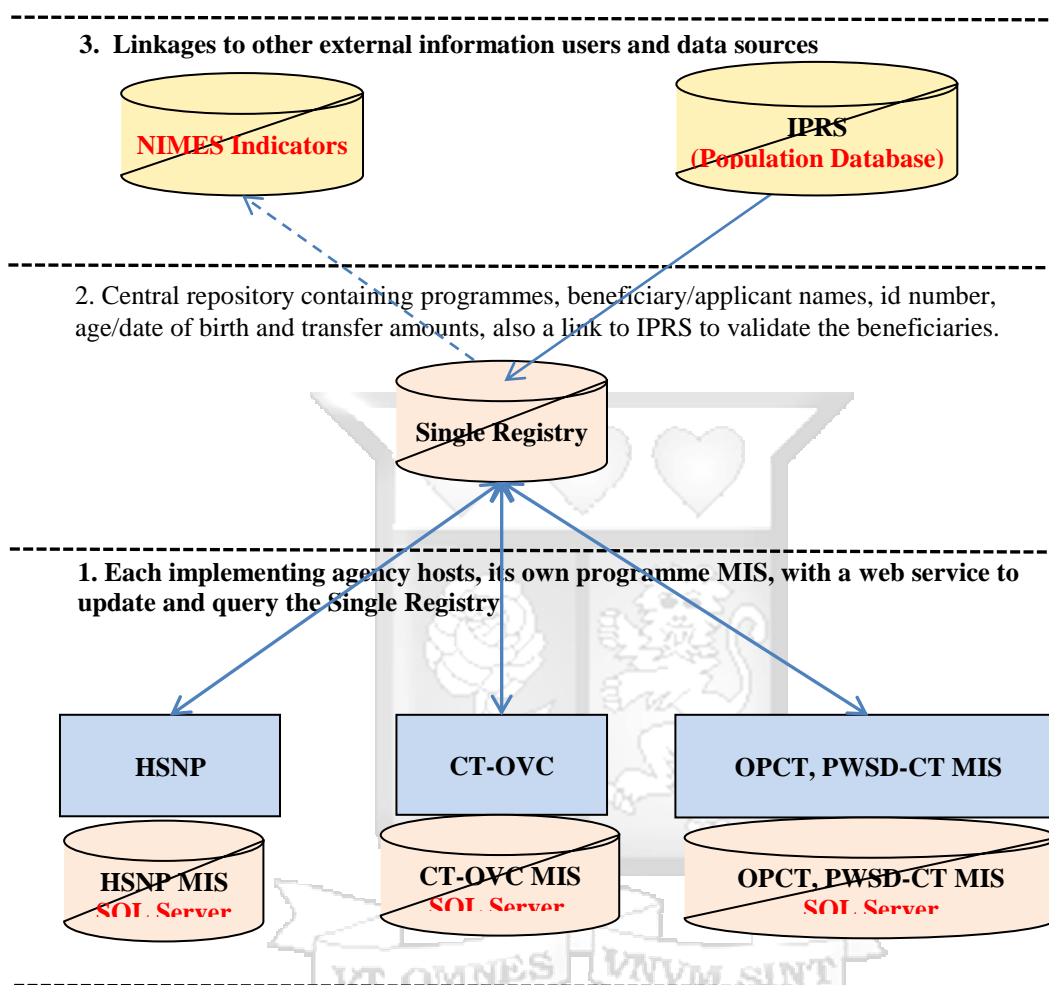 3. Linkages to other external information users and data sources
NIMES Indicators
IPRS
(Population Database)
2. Central repository containing programmes, beneficiary/applicant names, id number,
age/date of birth and transfer amounts, also a link to IPRS to validate the beneficiaries.
Single Registry
1. Each implementing agency hosts, its own programme MIS, with a web service to
update and query the Single Registry
HSNP
CT-OVC
OPCT, PWSD-CT MIS
HSNP MIS
SQL Server
CT-OVC MIS
SQL Server
OPCT, PWSD-CT MIS
SQL Server
VT OMNES VNVM SINT